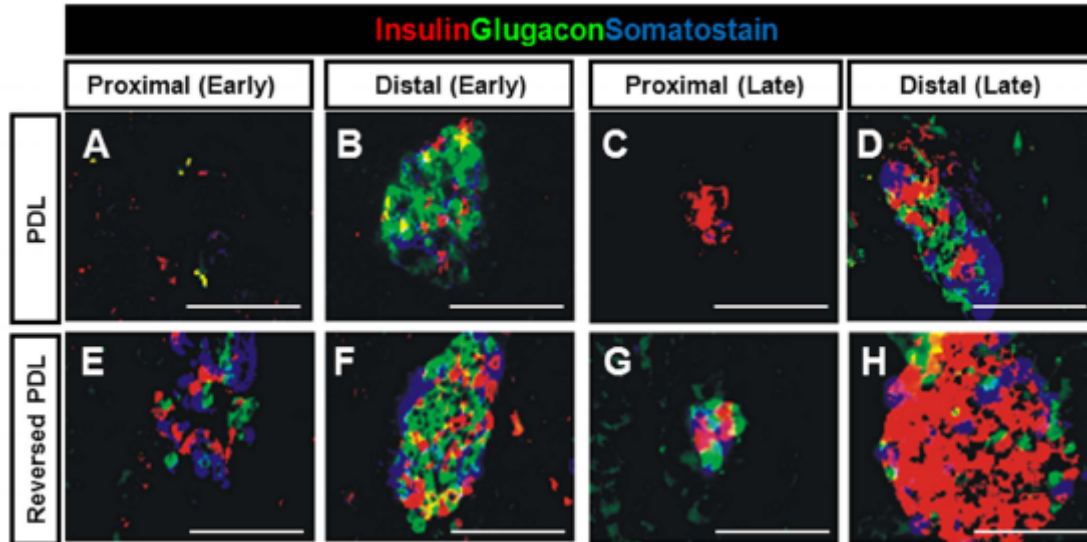 InsulinGlugaconSomatostain
Proximal (Early)
Distal (Early)
Proximal (Late)
Distal (Late)
PDL
A
B
C
D
Reversed PDL
E
F
G
H